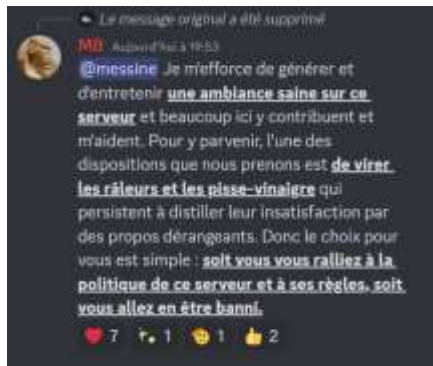 Le message original a été supprimé
MB Aujourd'hui à 19:53
@messine Je m'efforce de générer et
d'entretenir une ambiance saine sur ce
serveur et beaucoup ici y contribuent et
m'aident. Pour y parvenir, l'une des
dispositions que nous prenons est de virer
les râleurs et les pisse-vinaigre qui
persistent à distiller leur insatisfaction par
des propos dérangeants. Donc le choix pour
vous est simple : soit vous vous ralliez à la
politique de ce serveur et à ses règles, soit
vous allez en être banni.
7 1 1 2